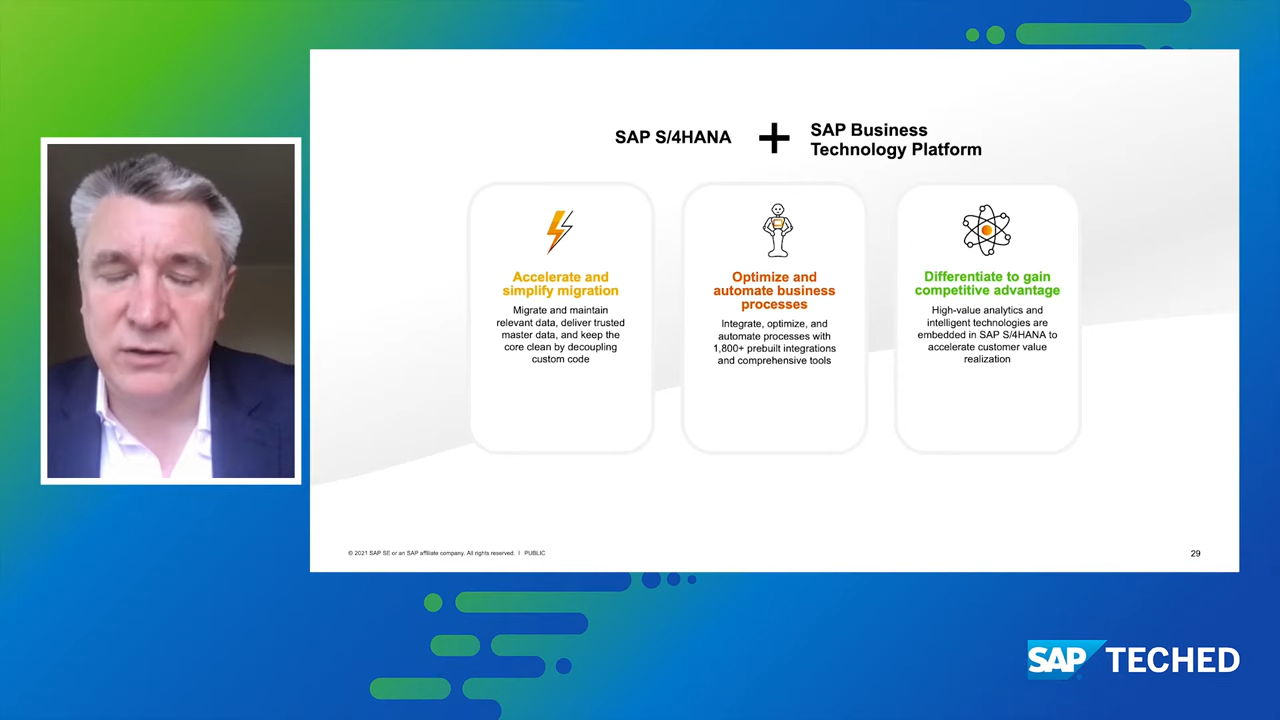 SAP S/4HANA
SAP Business
Technology Platform
Accelerate and
simplify migration
Migrate and maintain
relevant data, deliver trusted
master data, and keep the
core clean by decoupling
custom code
Optimize and
automate business
processes
Integrate, optimize, and
automate processes with
1,800+ prebuilt integrations
and comprehensive tools
Differentiate to gain
competitive advantage
High-value analytics and
intelligent technologies are
embedded in SAP S/4HANA to
accelerate customer value
realization
© 2021 SAP SE or an SAP affiliate company. All rights reserved. I PUBLIC
29
SAP TECHED